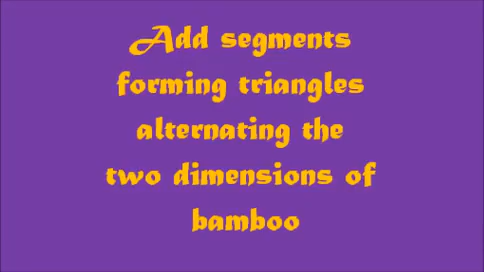 Add segments
forming triangles
alternating the
two dimensions of
bamboo